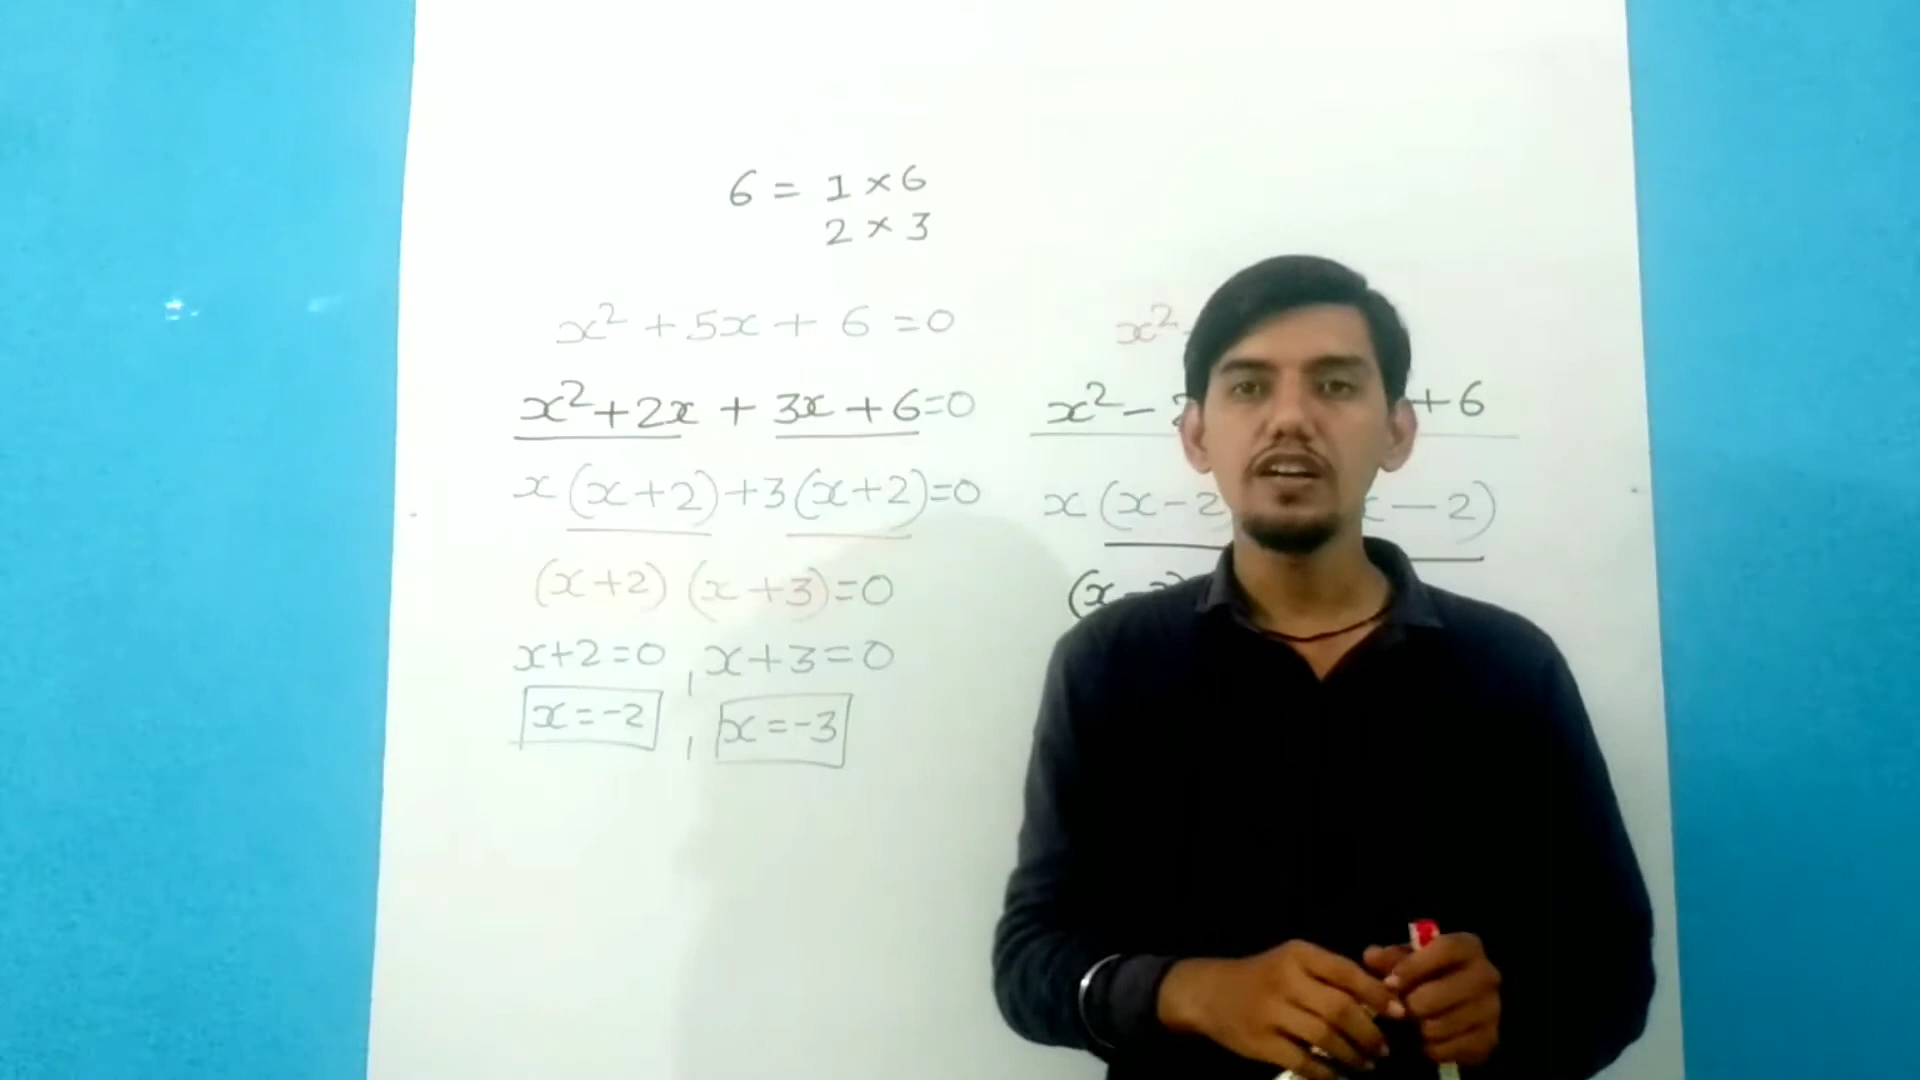 6 = 1 × 6
2 × 3
x² + 5x + 6 = 0
x² + 2x + 3x + 6 = 0
x(x+2) + 3(x+2) = 0
(x+2) (x+3) = 0
x+2=0 , x+3=0
x=-2 , x=-3
x²
x² - + 6
x(x-2 - 2)
(x-